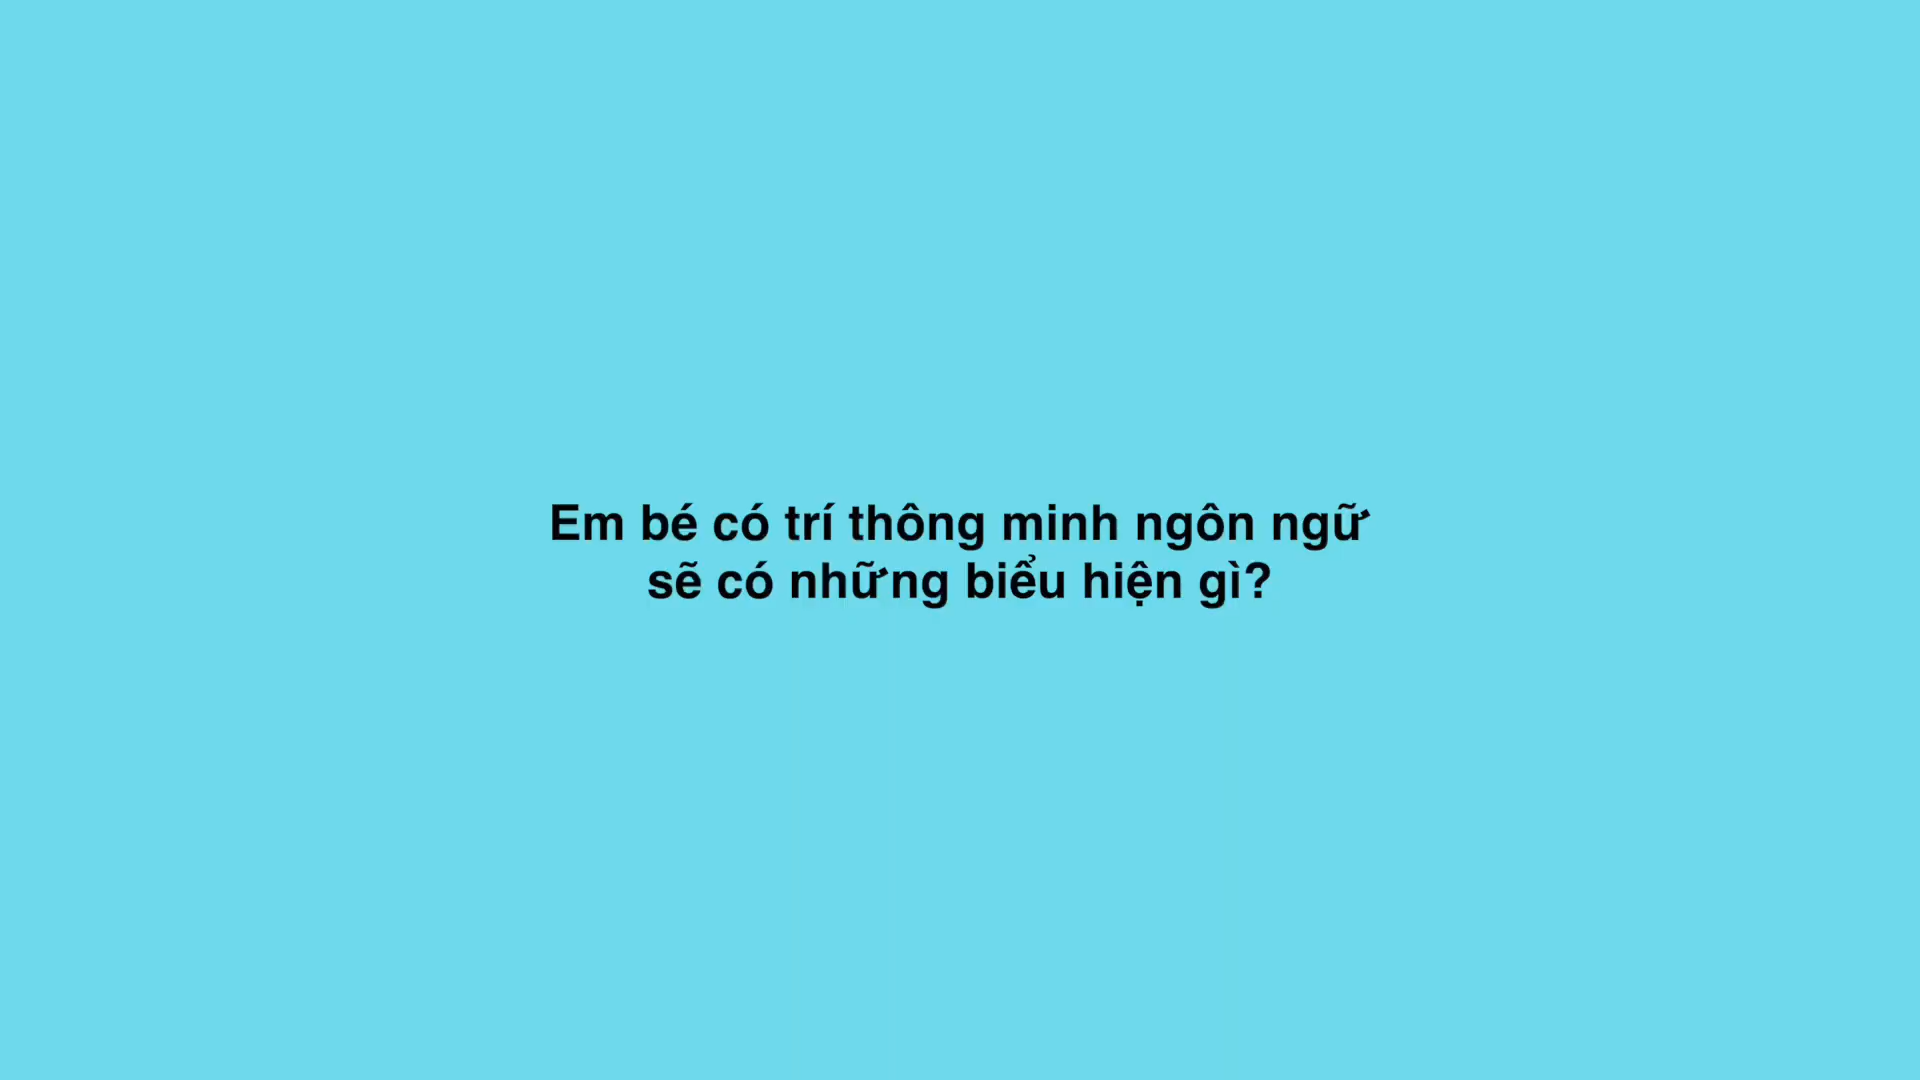 Em bé có trí thông minh ngôn ngữ
sẽ có những biểu hiện gì?